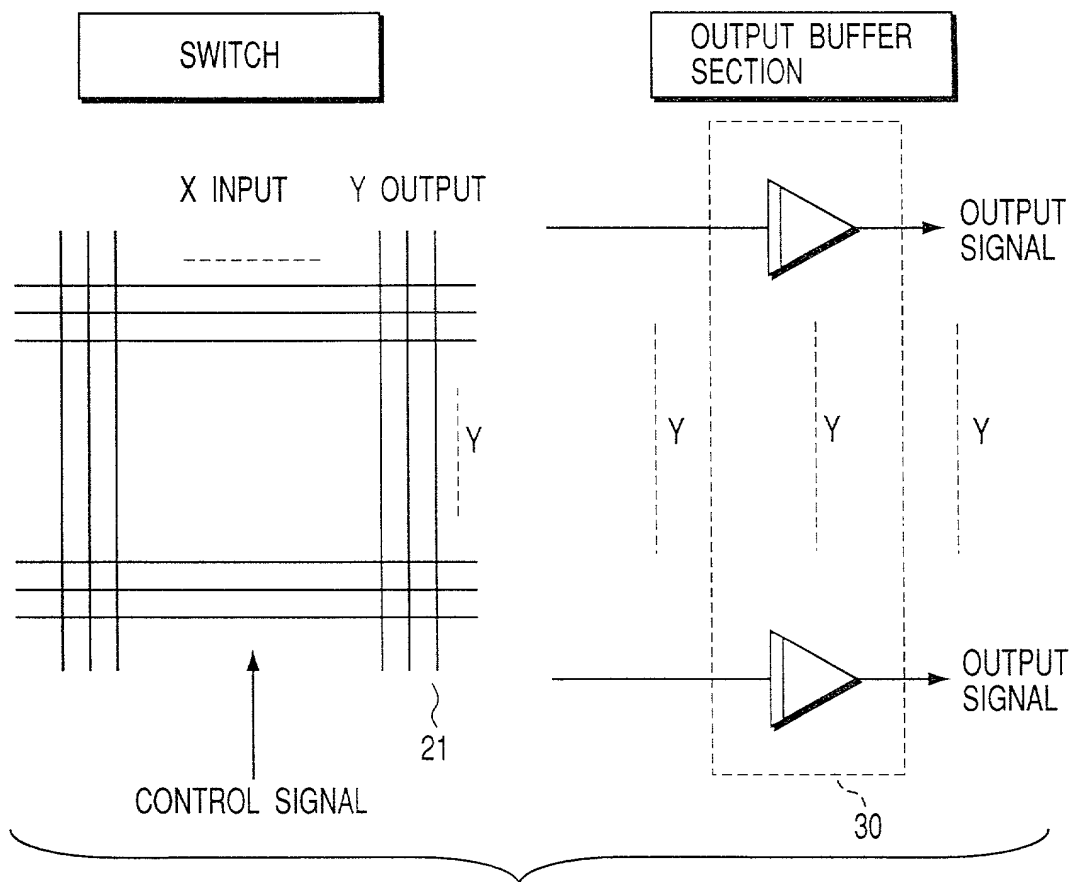 SWITCH
OUTPUT BUFFER
SECTION
X INPUT
Y OUTPUT
OUTPUT
SIGNAL
Y
Y
Y
Y
OUTPUT
SIGNAL
21
CONTROL SIGNAL
30